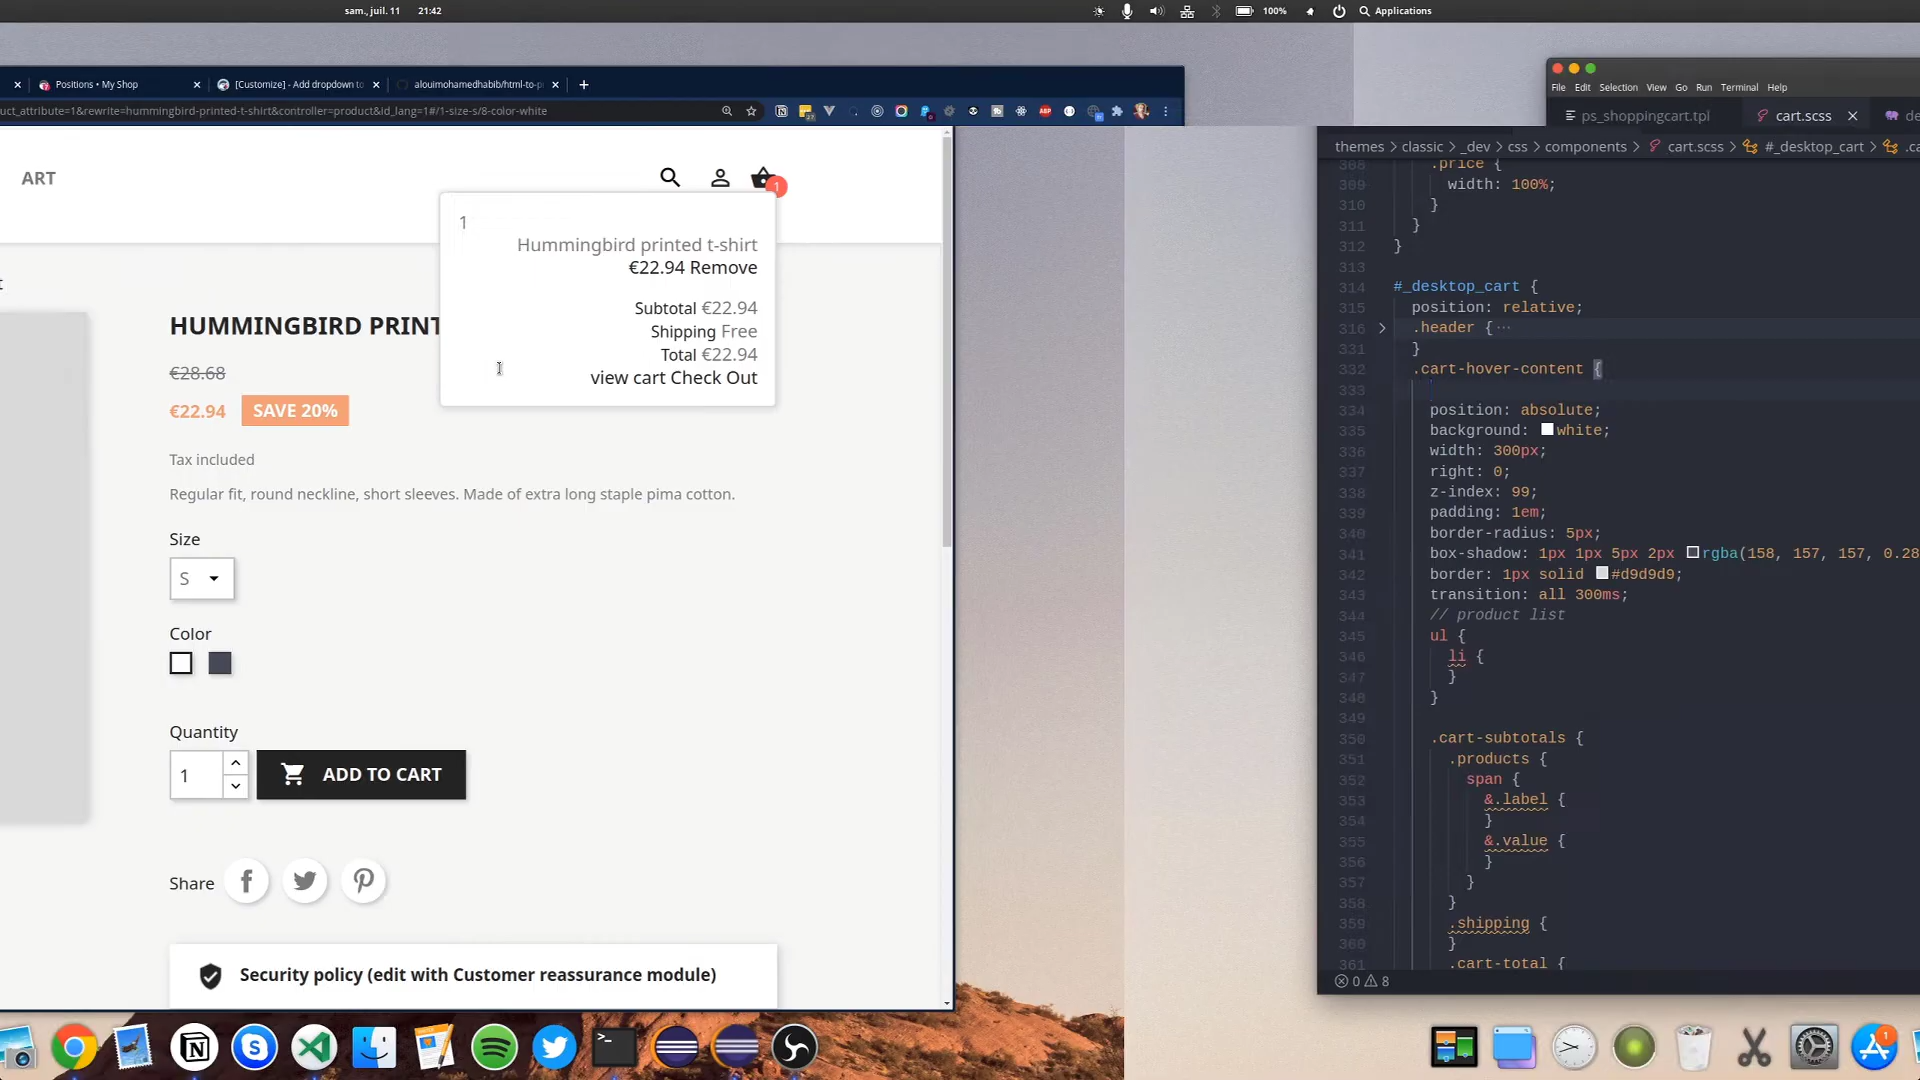 sam., juil. 11 21:42
100%
Applications
Positions • My Shop
[Customize] - Add dropdown to
alouimohamedhabib/html-to-p
uct_attribute=1&rewrite=hummingbird-printed-t-shirt&controller=product&id_lang=1#/1-size-s/8-color-white
ART
1
1
Hummingbird printed t-shirt
€22.94 Remove
Subtotal €22.94
Shipping Free
Total €22.94
view cart Check Out
t
HUMMINGBIRD PRINT
€28.68
€22.94 SAVE 20%
Tax included
Regular fit, round neckline, short sleeves. Made of extra long staple pima cotton.
Size
S
Color
Quantity
1
ADD TO CART
Share
Security policy (edit with Customer reassurance module)
File Edit Selection View Go Run Terminal Help
ps_shoppingcart.tpl
cart.scss
de
themes > classic > _dev > css > components > cart.scss > #_desktop_cart > .ca
308 .price {
309 width: 100%;
310 }
311 }
312 }
313
314 #_desktop_cart {
315 position: relative;
316 .header { ···
331 }
332 .cart-hover-content {
333
334 position: absolute;
335 background: white;
336 width: 300px;
337 right: 0;
338 z-index: 99;
339 padding: 1em;
340 border-radius: 5px;
341 box-shadow: 1px 1px 5px 2px rgba(158, 157, 157, 0.28
342 border: 1px solid #d9d9d9;
343 transition: all 300ms;
344 // product list
345 ul {
346 li {
347 }
348 }
349
350 .cart-subtotals {
351 .products {
352 span {
353 &.label {
354 }
355 &.value {
356 }
357 }
358 }
359 .shipping {
360 }
361 .cart-total {
0 8
1